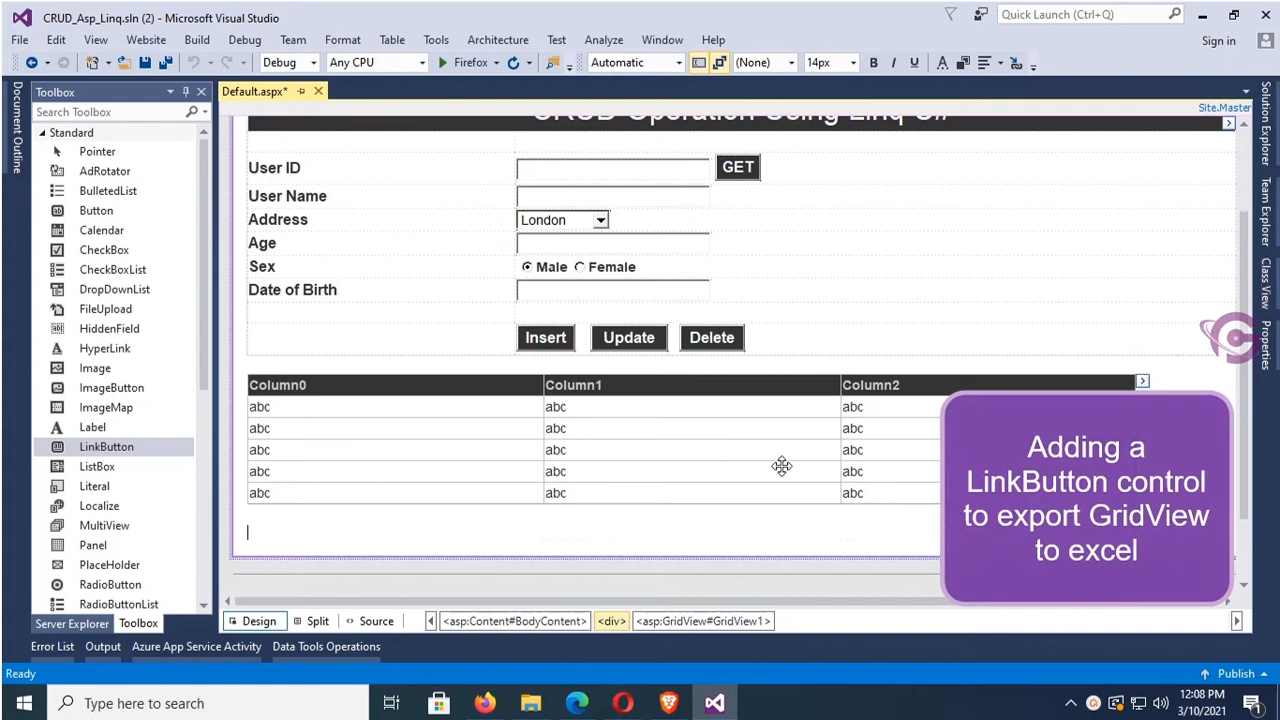 CRUD_Asp_Linq.sln (2) - Microsoft Visual Studio
Quick Launch (Ctrl+Q)
File Edit View Website Build Debug Team Format Table Tools Architecture Test Analyze Window Help
Sign in
Debug Any CPU Firefox Automatic (None) 14px B I U A
Document Outline
Toolbox
Search Toolbox
Standard
Pointer
AdRotator
BulletedList
Button
Calendar
CheckBox
CheckBoxList
DropDownList
FileUpload
HiddenField
HyperLink
Image
ImageButton
ImageMap
Label
LinkButton
ListBox
Literal
Localize
MultiView
Panel
PlaceHolder
RadioButton
RadioButtonList
Server Explorer Toolbox
Default.aspx*
Site.Master
CRUD Operation Using Linq C#
User ID GET
User Name
Address London
Age
Sex Male Female
Date of Birth
Insert Update Delete
Column0 Column1 Column2
abc abc abc
abc abc abc
abc abc abc
abc abc abc
abc abc abc
Adding a
LinkButton control
to export GridView
to excel
Design Split Source <asp:Content#BodyContent> <div> <asp:GridView#GridView1>
Solution Explorer
Team Explorer
Class View
Properties
Error List Output Azure App Service Activity Data Tools Operations
Ready
Publish
Type here to search
12:08 PM
3/10/2021
1